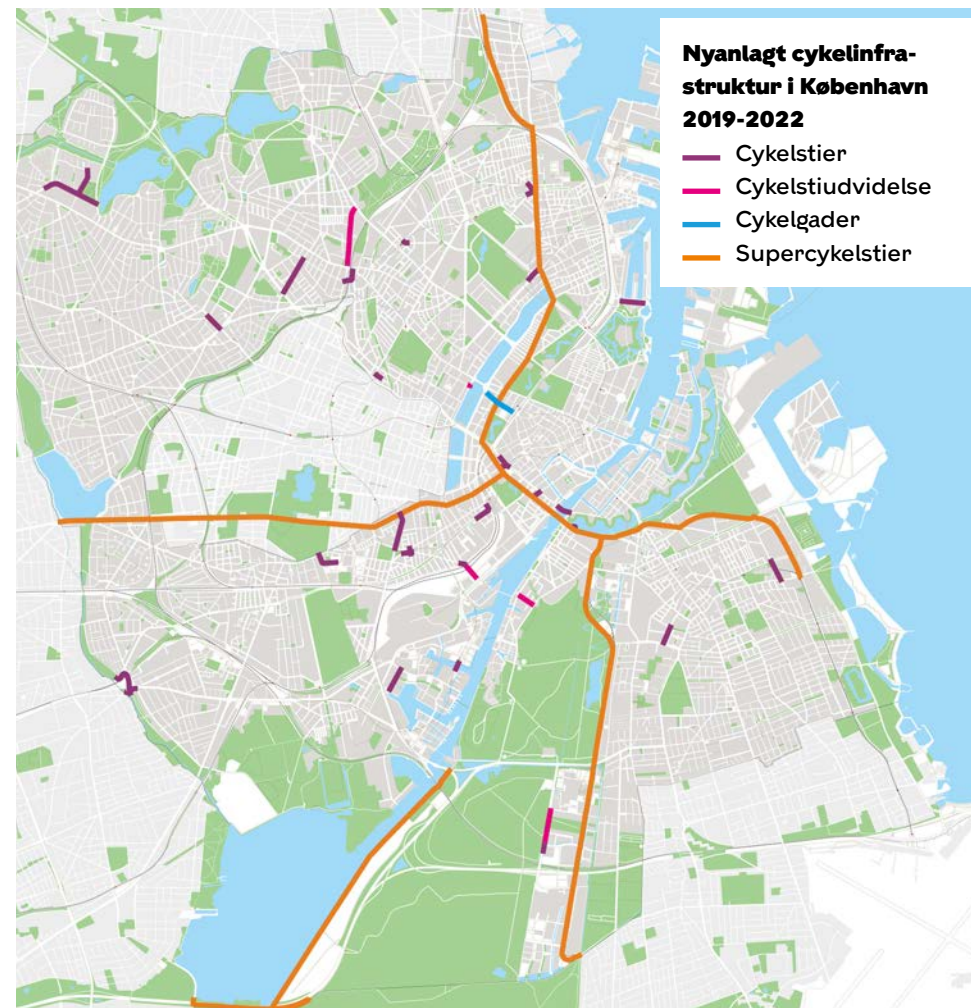 Nyanlagt cykelinfra-
struktur i København
2019-2022
Cykelstier
Cykelstiudvidelse
Cykelgader
Supercykelstier